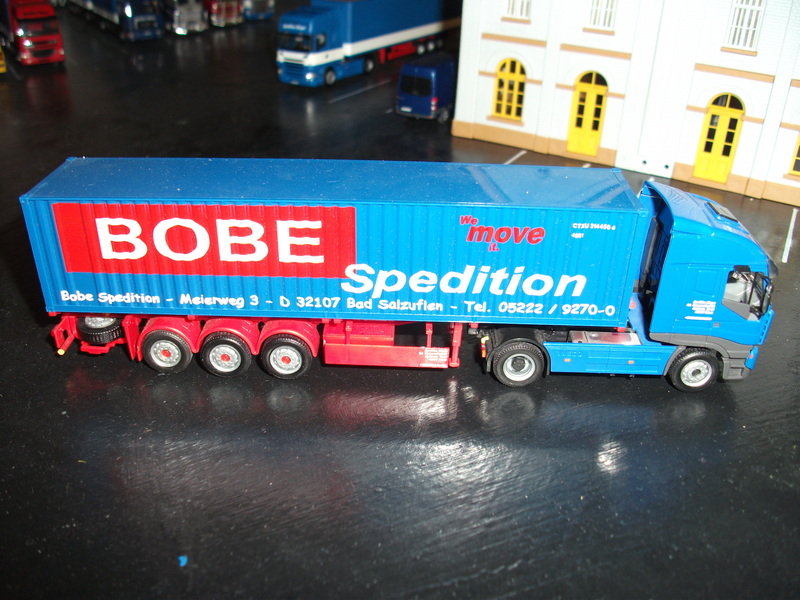 BOBE
We
move
it.
Spedition
Bobe Spedition - Meierweg 3 - D 32107 Bad Salzuflen - Tel. 05222 / 9270-0